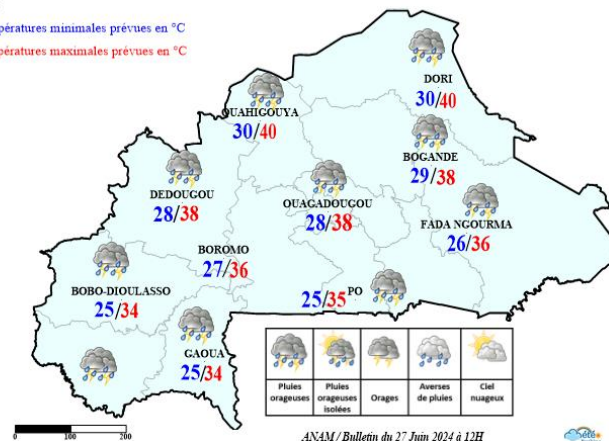 pératures minimales prévues en °C
pératures maximales prévues en °C
DORI
30/40
OUAHIGOUYA
30/40
BOGANDE
29/38
DEDOUGOU
28/38
OUAGADOUGOU
28/38
FADA NGOURMA
26/36
BOROMO
27/36
BOBO-DIOULASSO
25/34
25/35 PO
GAOUA
25/34
Pluies orageuses
Pluies orageuses isolées
Orages
Averses de pluies
Ciel nuageux
0 100 200
ANAM / Bulletin du 27 Juin 2024 à 12H